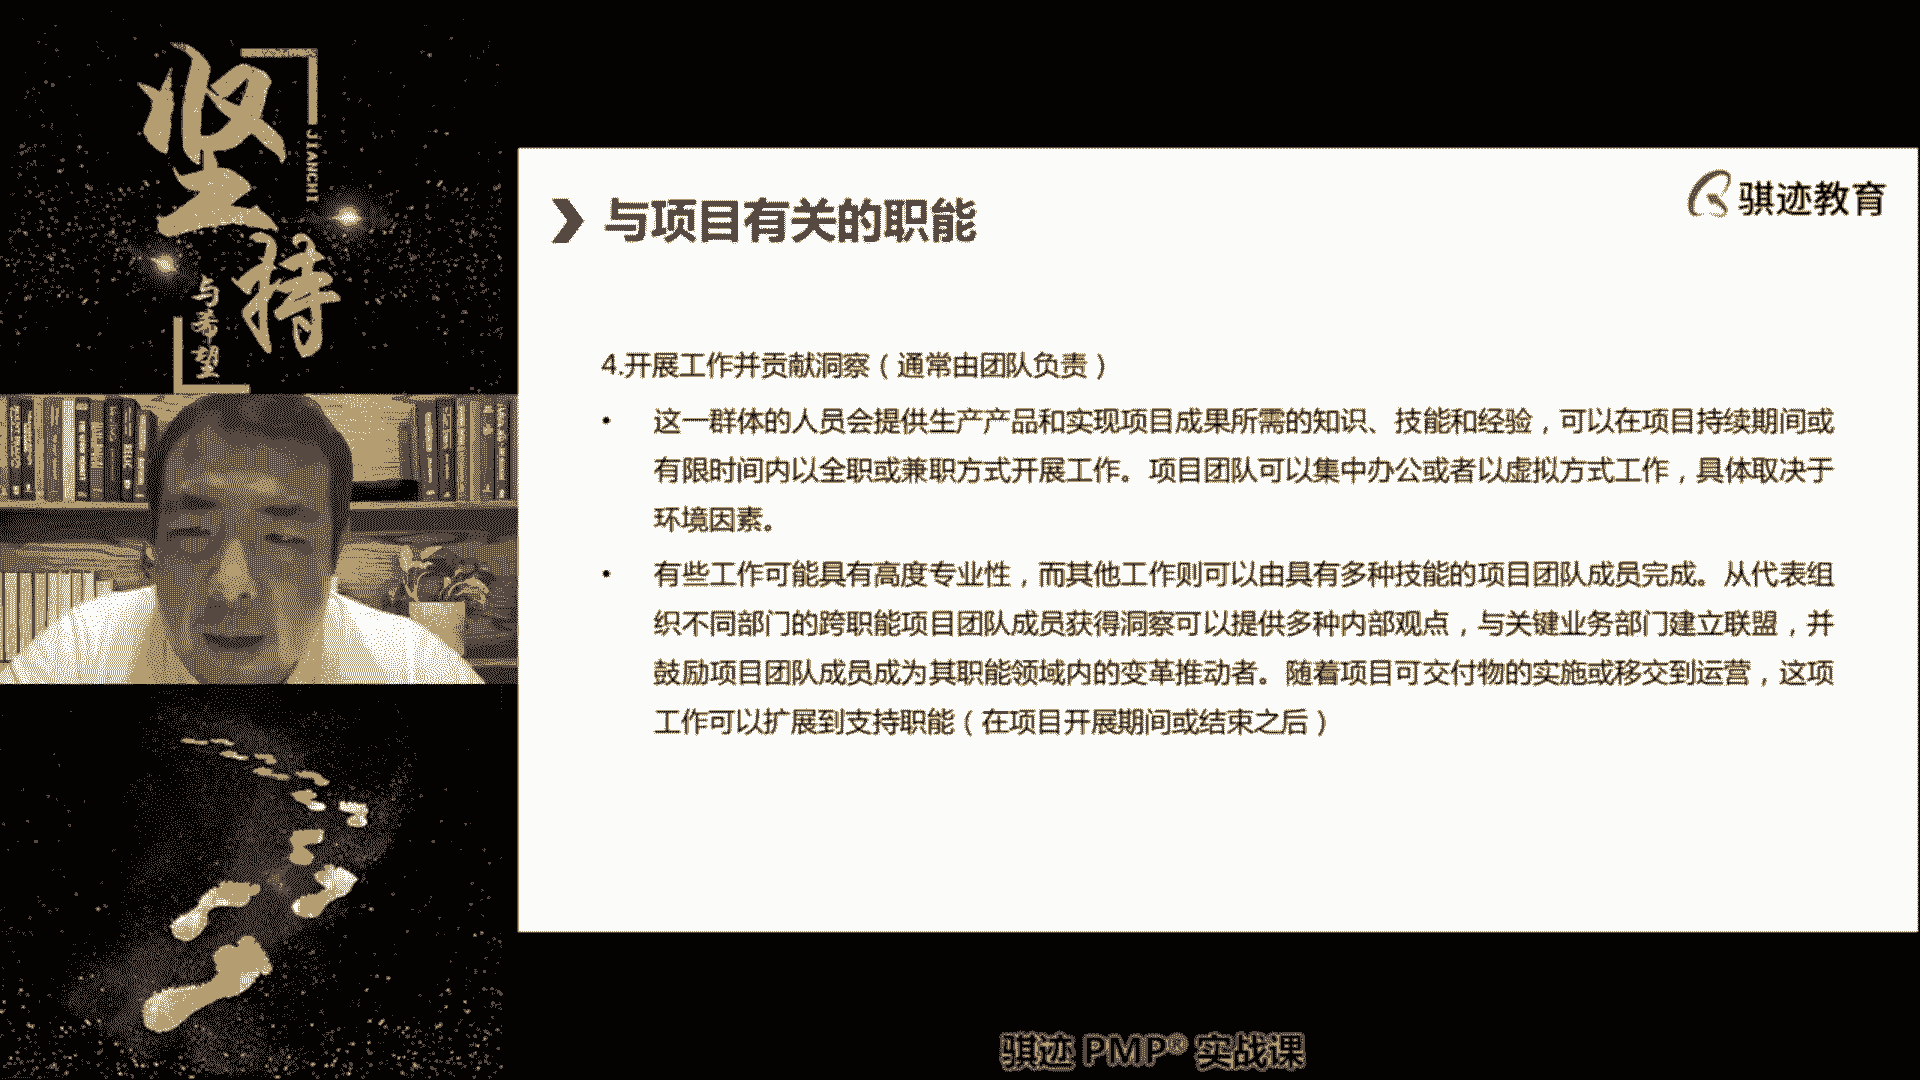 坚持
JIANCHI
与希望
与项目有关的职能
骐迹教育
4.开展工作并贡献洞察（通常由团队负责）
• 这一群体的人员会提供生产产品和实现项目成果所需的知识、技能和经验，可以在项目持续期间或
有限时间内以全职或兼职方式开展工作。项目团队可以集中办公或者以虚拟方式工作，具体取决于
环境因素。
• 有些工作可能具有高度专业性，而其他工作则可以由具有多种技能的项目团队成员完成。从代表组
织不同部门的跨职能项目团队成员获得洞察可以提供多种内部观点，与关键业务部门建立联盟，并
鼓励项目团队成员成为其职能领域内的变革推动者。随着项目可交付物的实施或移交到运营，这项
工作可以扩展到支持职能（在项目开展期间或结束之后）
骐迹 PMP® 实战课